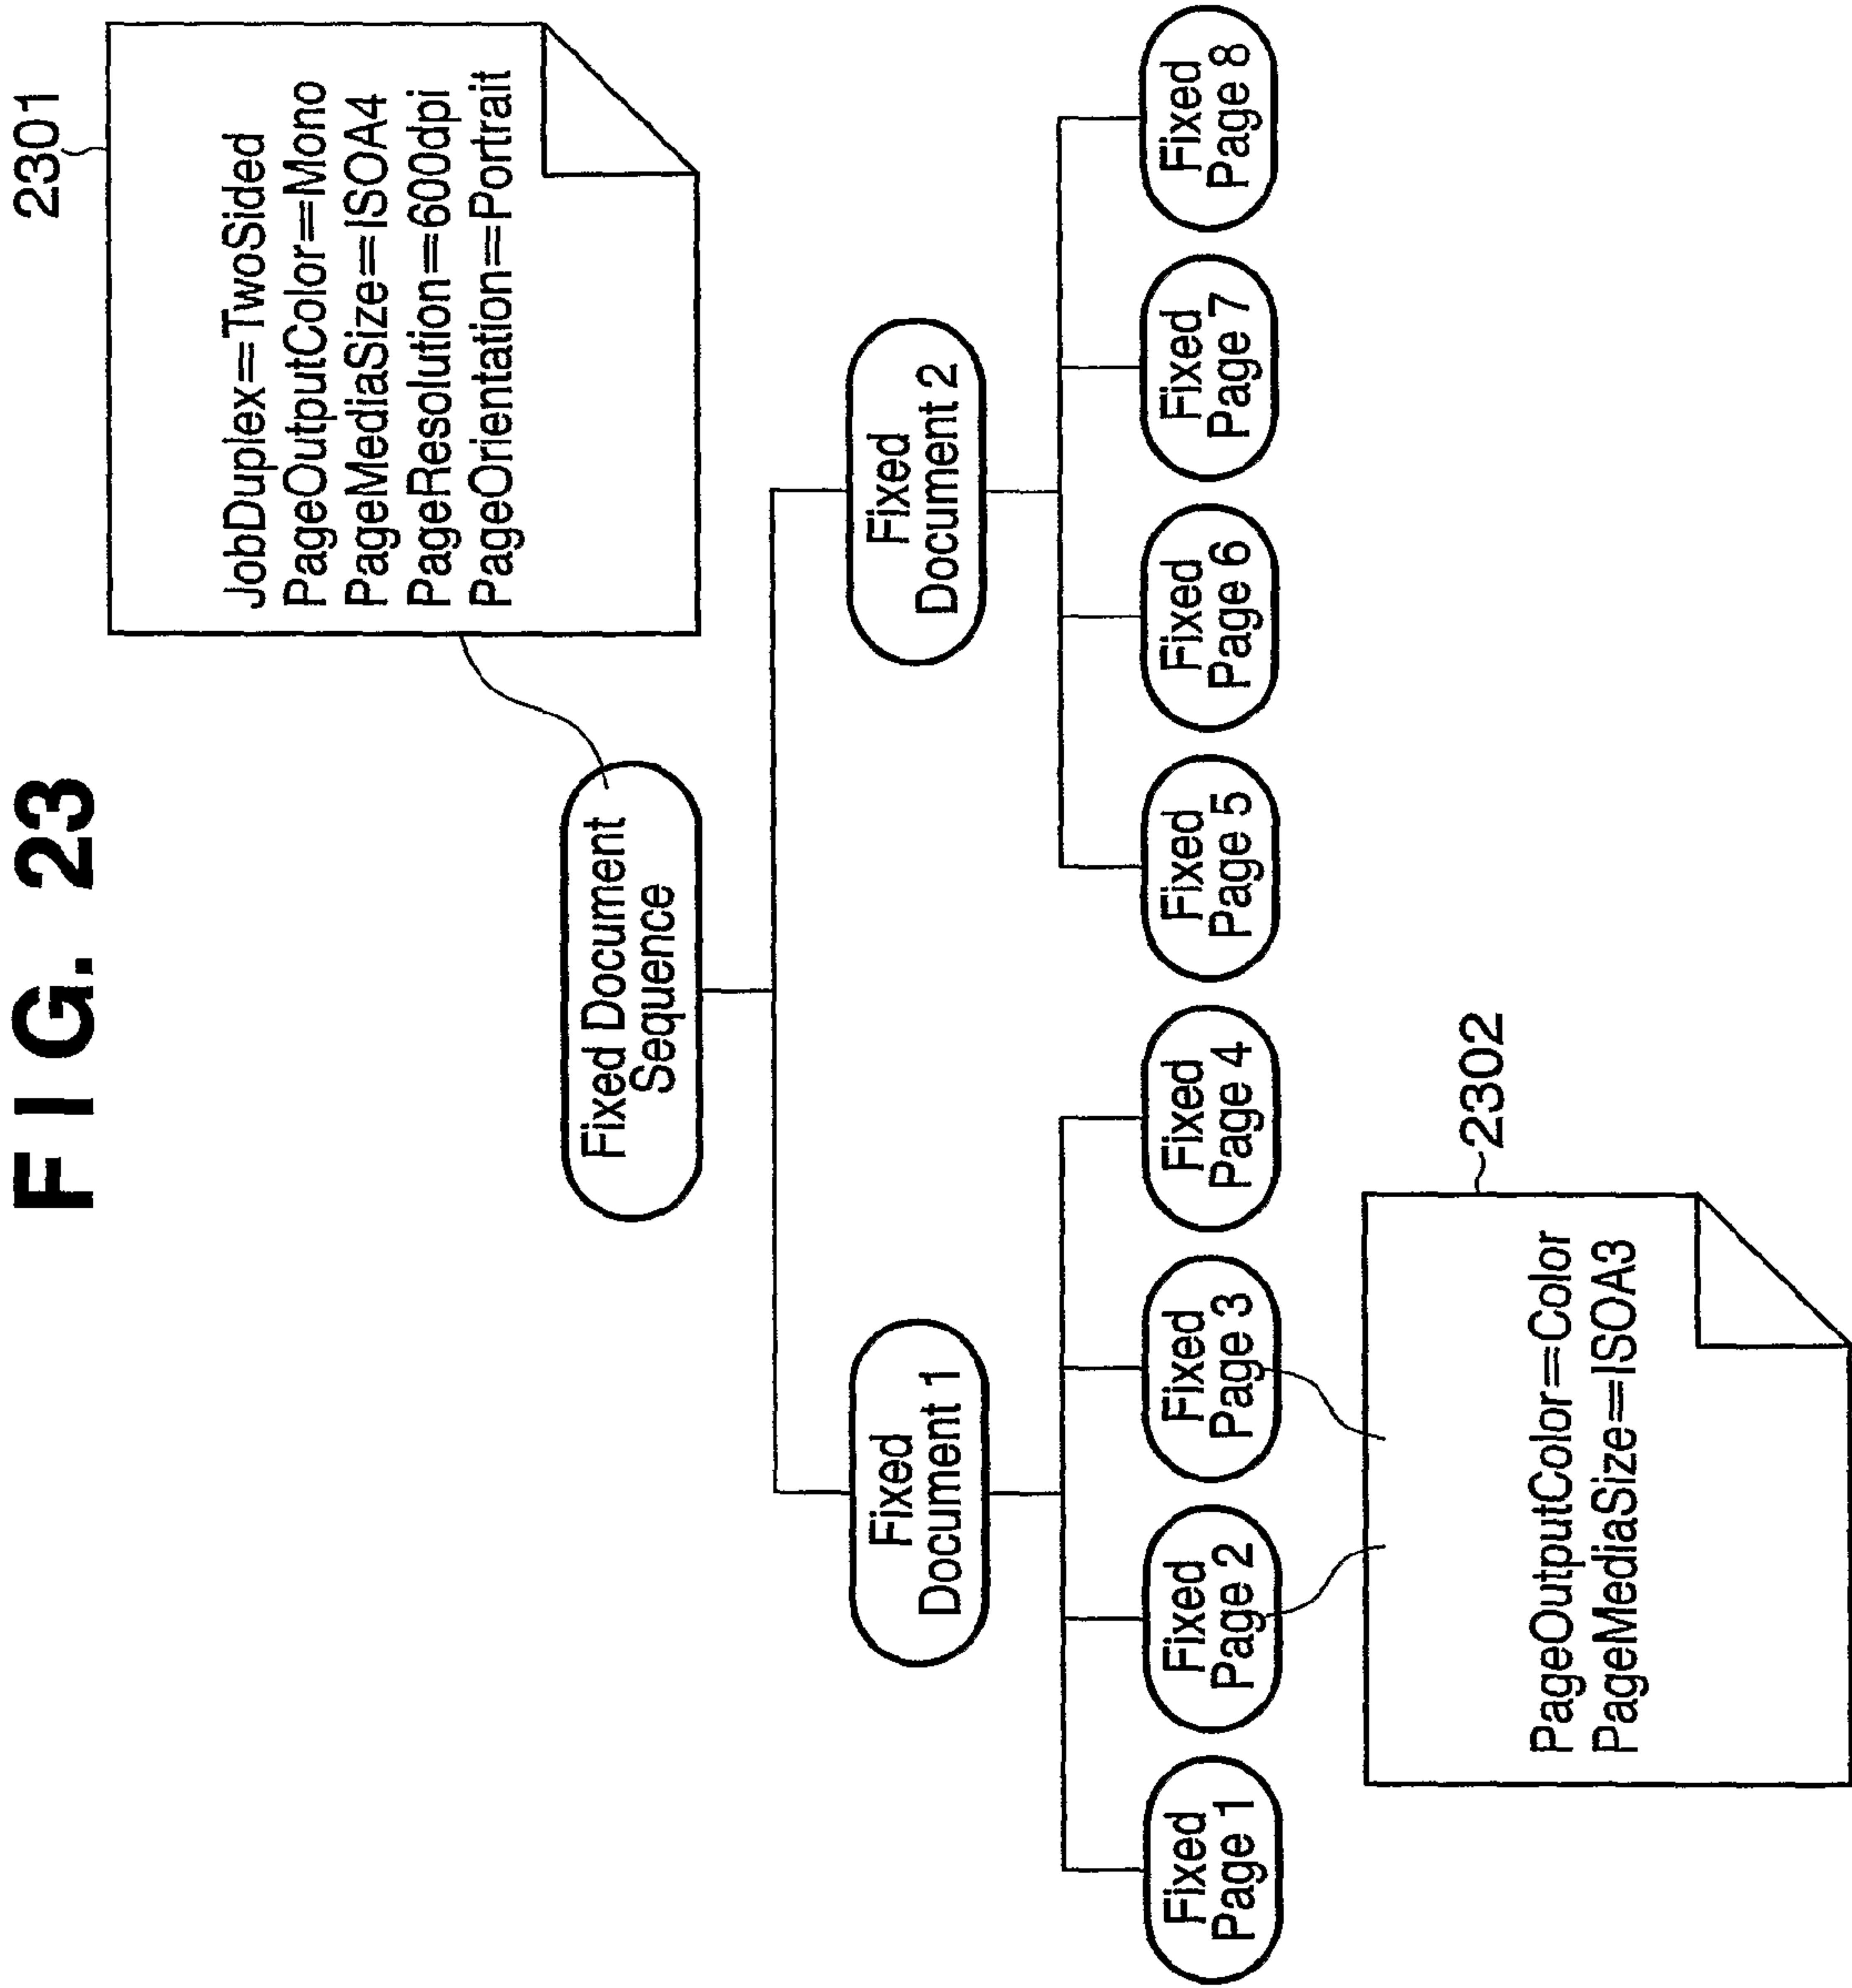 FIG. 23
2301
JobDuplex=TwoSided
PageOutputColor=Mono
PageMediaSize=ISOA4
PageResolution=600dpi
PageOrientation=Portrait
Fixed Document
Sequence
Fixed
Document 1
Fixed
Document 2
Fixed
Page 1
Fixed
Page 2
Fixed
Page 3
Fixed
Page 4
Fixed
Page 5
Fixed
Page 6
Fixed
Page 7
Fixed
Page 8
2302
PageOutputColor=Color
PageMediaSize=ISOA3